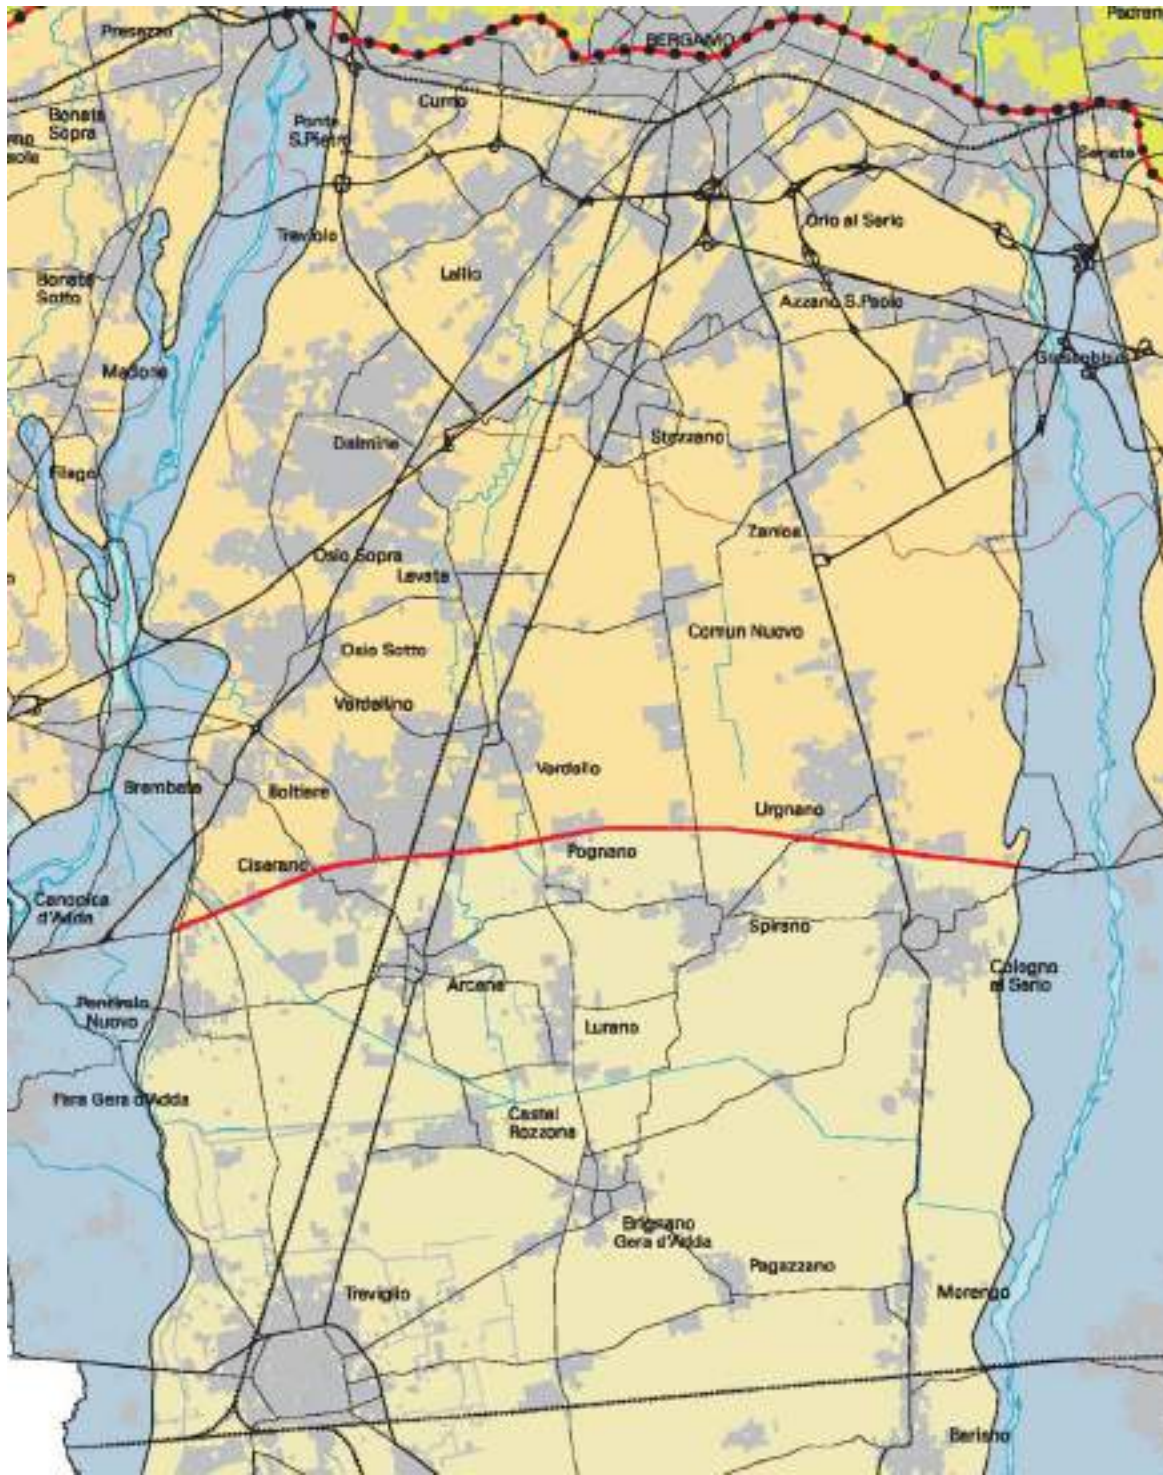 Presezzo
BERGAMO
Curno
Bonate
Sopra
Ponte
S.Pietro
Seriate
Treviolo
Orio al Serio
Lallio
Bonate
Sotto
Azzano S.Paolo
Grassobbio
Madone
Dalmine
Stezzano
Filago
Zanica
Osio Sopra
Levate
Comun Nuovo
Osio Sotto
Verdellino
Verdello
Brembate
Boltiere
Urgnano
Ciserano
Pognano
Canonica
d'Adda
Spirano
Cologno
al Serio
Arcene
Pontirolo
Nuovo
Lurano
Fara Gera d'Adda
Castel
Rozzone
Brignano
Gera d'Adda
Pagazzano
Treviglio
Morengo
Bariano